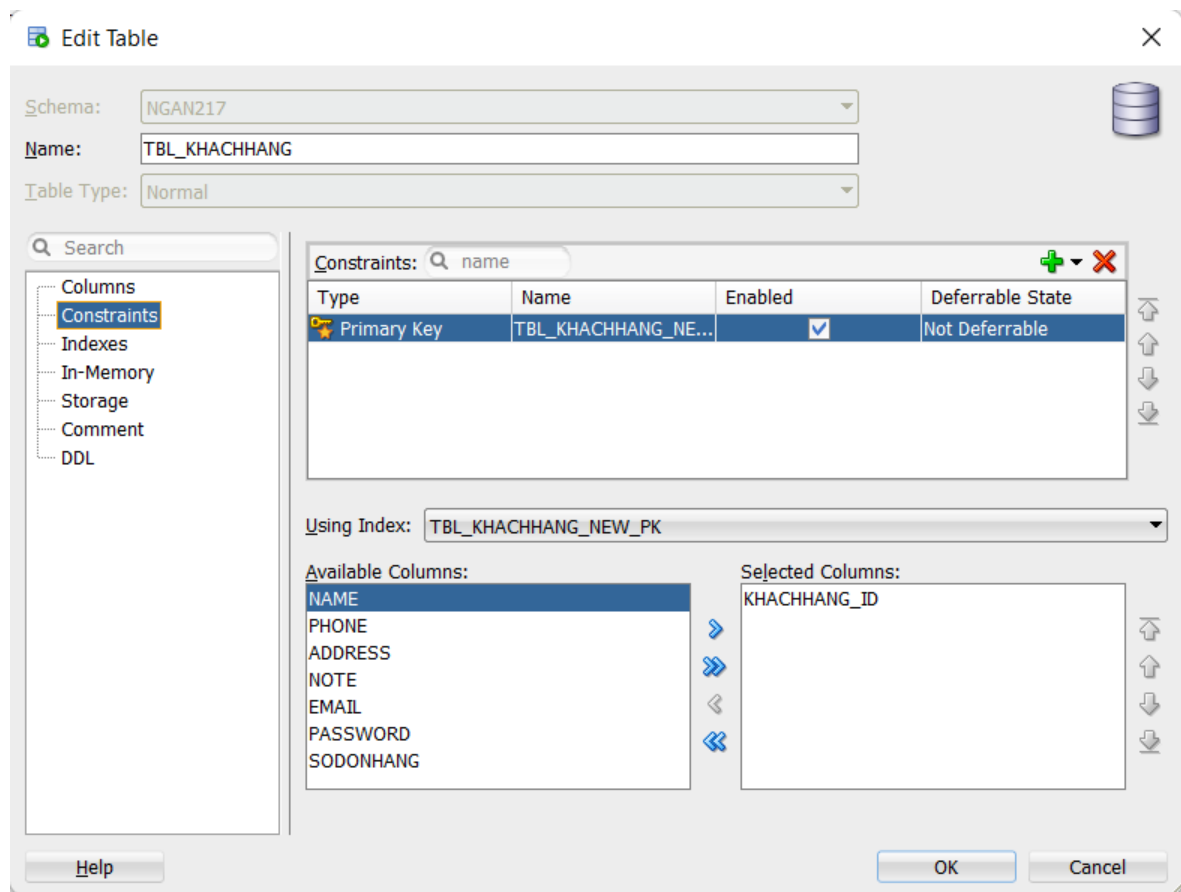 Edit Table
Schema: NGAN217
Name: TBL_KHACHHANG
Table Type: Normal
Search
Columns
Constraints
Indexes
In-Memory
Storage
Comment
DDL
Constraints: name
Type Name Enabled Deferrable State
Primary Key TBL_KHACHHANG_NE... Not Deferrable
Using Index: TBL_KHACHHANG_NEW_PK
Available Columns: Selected Columns:
NAME KHACHHANG_ID
PHONE
ADDRESS
NOTE
EMAIL
PASSWORD
SODONHANG
Help OK Cancel